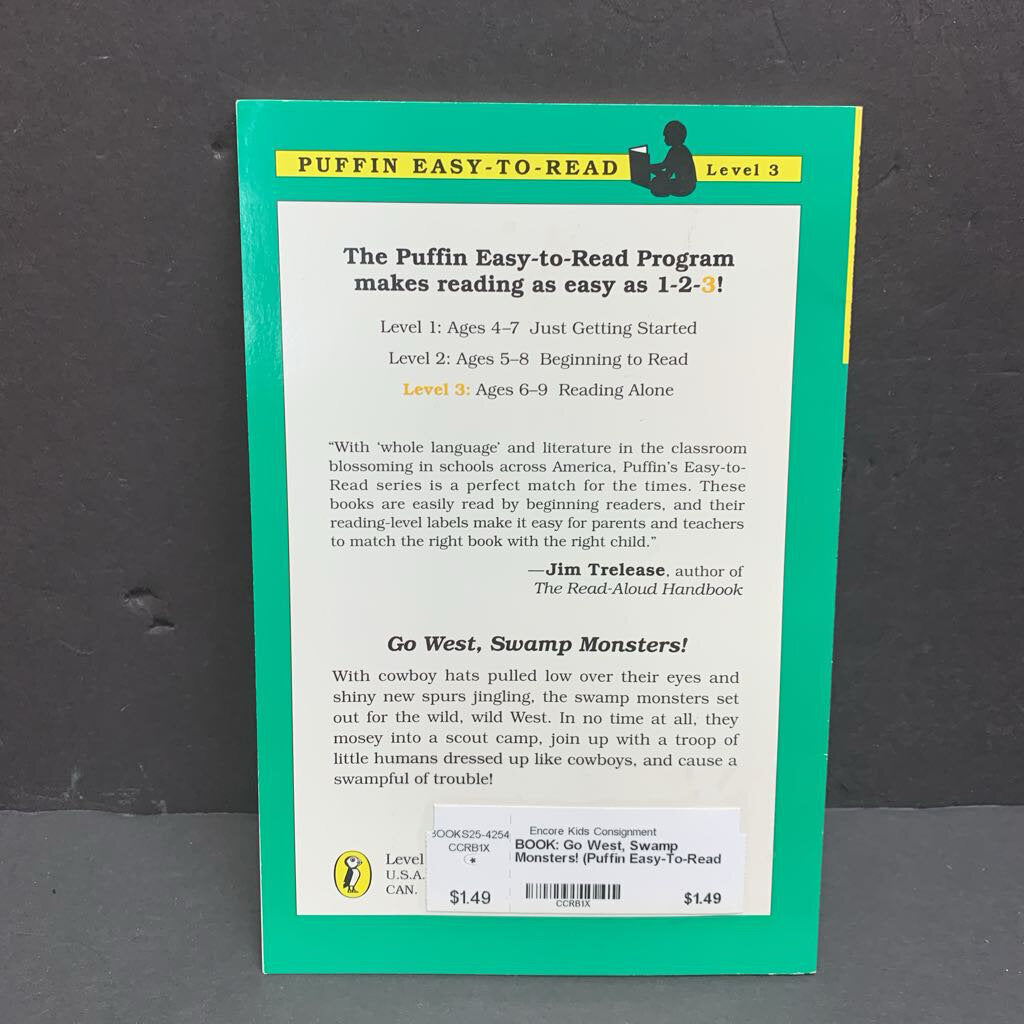 PUFFIN EASY-TO-READ Level 3
The Puffin Easy-to-Read Program
makes reading as easy as 1-2-3!
Level 1: Ages 4–7 Just Getting Started
Level 2: Ages 5–8 Beginning to Read
Level 3: Ages 6–9 Reading Alone
“With ‘whole language’ and literature in the classroom
blossoming in schools across America, Puffin’s Easy-to-
Read series is a perfect match for the times. These
books are easily read by beginning readers, and their
reading-level labels make it easy for parents and teachers
to match the right book with the right child.”
—Jim Trelease, author of
The Read-Aloud Handbook
Go West, Swamp Monsters!
With cowboy hats pulled low over their eyes and
shiny new spurs jingling, the swamp monsters set
out for the wild, wild West. In no time at all, they
mosey into a scout camp, join up with a troop of
little humans dressed up like cowboys, and cause a
swampful of trouble!
Level
U.S.A.
CAN.
BOOKS25-4254
CCRB1X
$1.49
Encore Kids Consignment
BOOK: Go West, Swamp
Monsters! (Puffin Easy-To-Read
CCRB1X
$1.49